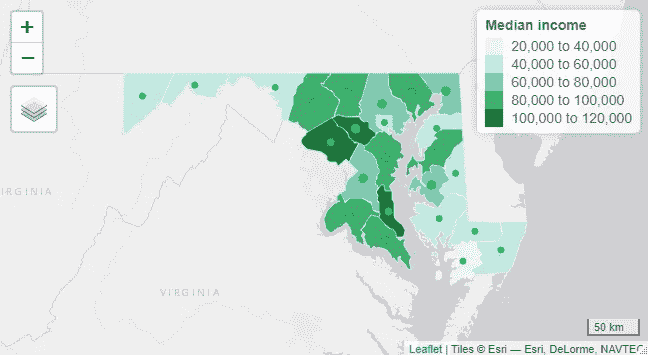 +
−
Median income
20,000 to 40,000
40,000 to 60,000
60,000 to 80,000
80,000 to 100,000
100,000 to 120,000
IRGINIA
VIRGINIA
50 km
Leaflet | Tiles © Esri — Esri, DeLorme, NAVTEC